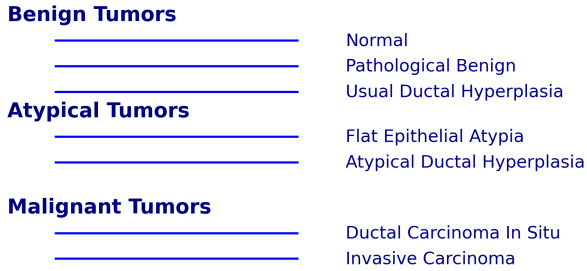 Benign Tumors
Normal
Pathological Benign
Usual Ductal Hyperplasia
Atypical Tumors
Flat Epithelial Atypia
Atypical Ductal Hyperplasia
Malignant Tumors
Ductal Carcinoma In Situ
Invasive Carcinoma